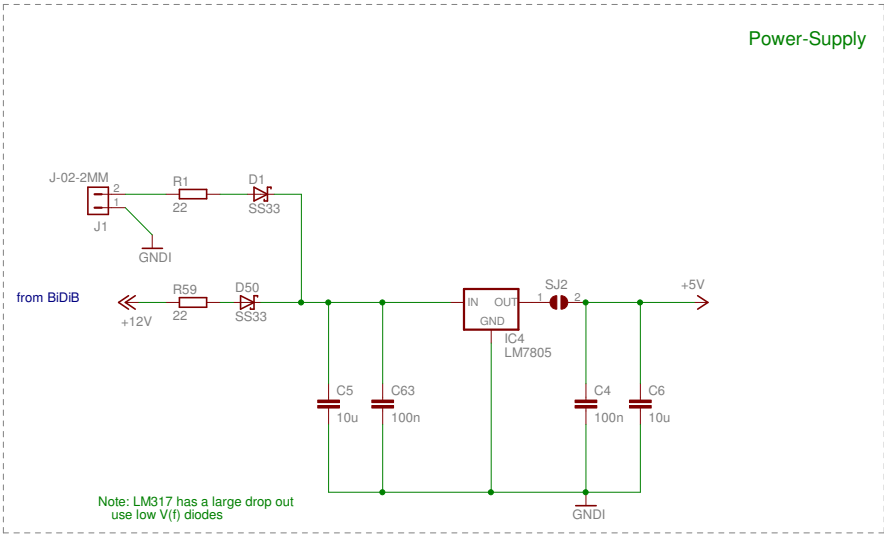 Power-Supply
J-02-2MM
2
1
J1
R1
22
D1
SS33
GNDI
from BiDiB
+12V
R59
22
D50
SS33
IN
OUT
GND
IC4
LM7805
1
SJ2
2
+5V
C5
10u
C63
100n
C4
100n
C6
10u
GNDI
Note: LM317 has a large drop out
use low V(f) diodes